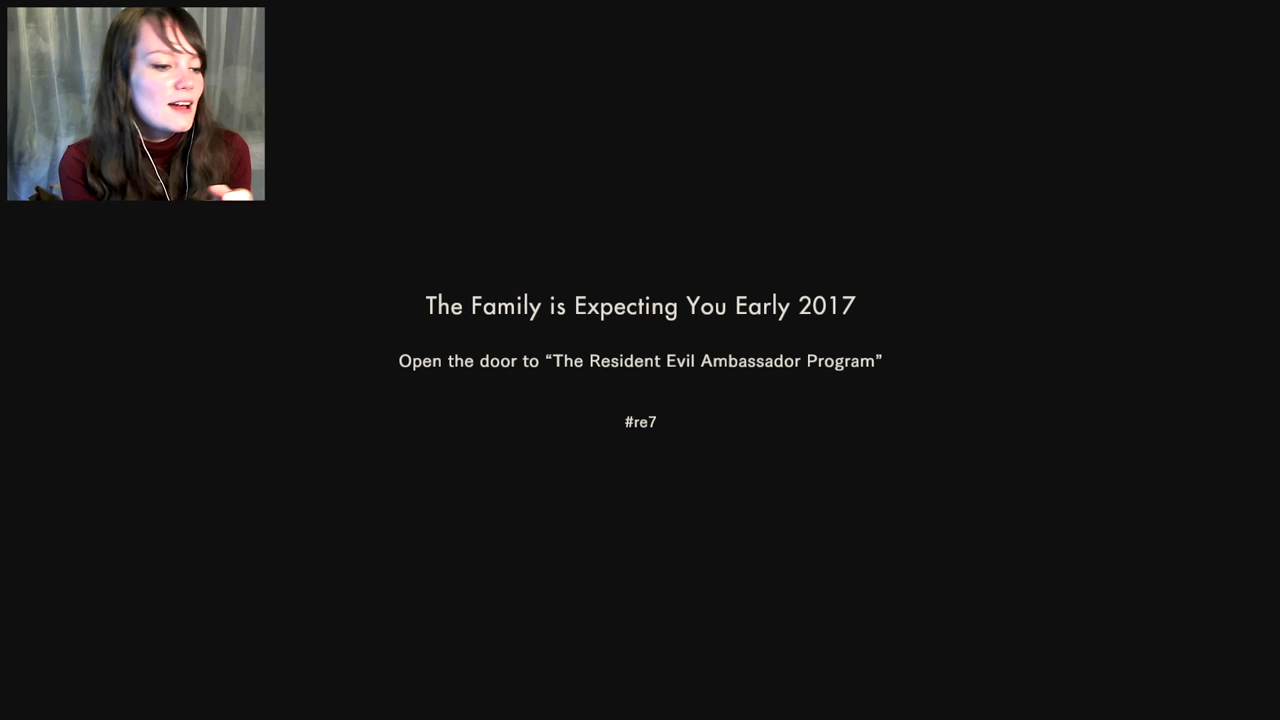 The Family is Expecting You Early 2017
Open the door to “The Resident Evil Ambassador Program”
#re7